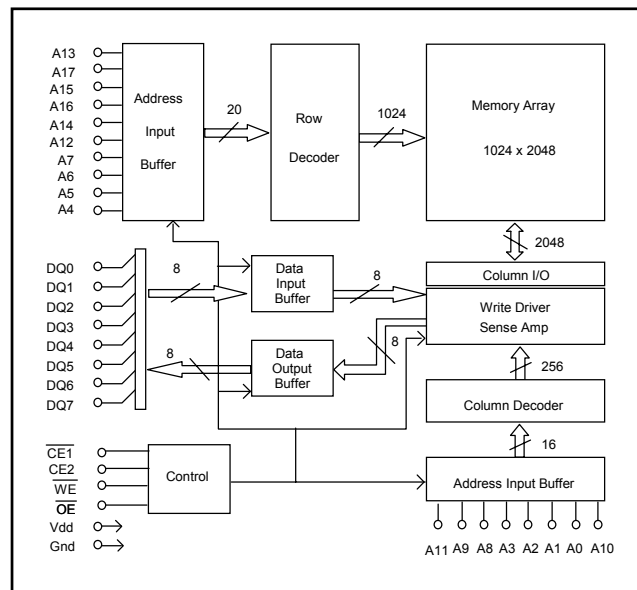 A13
A17
A15
A16
A14
A12
A7
A6
A5
A4
Address
Input
Buffer
20
Row
Decoder
1024
Memory Array
1024 x 2048
2048
DQ0
DQ1
DQ2
DQ3
DQ4
DQ5
DQ6
DQ7
8
Data
Input
Buffer
8
Column I/O
Write Driver
Sense Amp
8
Data
Output
Buffer
8
256
Column Decoder
16
Address Input Buffer
CE1
CE2
WE
OE
Vdd
Gnd
Control
A11 A9 A8 A3 A2 A1 A0 A10